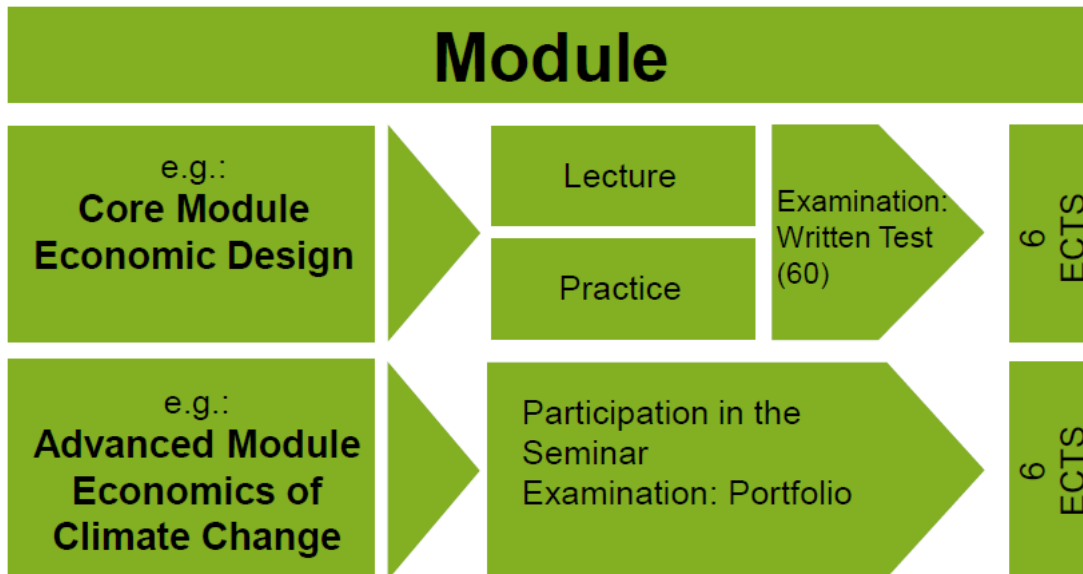 Module
e.g.:
Core Module
Economic Design
Lecture
Practice
Examination:
Written Test
(60)
6
ECTS
e.g.:
Advanced Module
Economics of
Climate Change
Participation in the
Seminar
Examination: Portfolio
6
ECTS